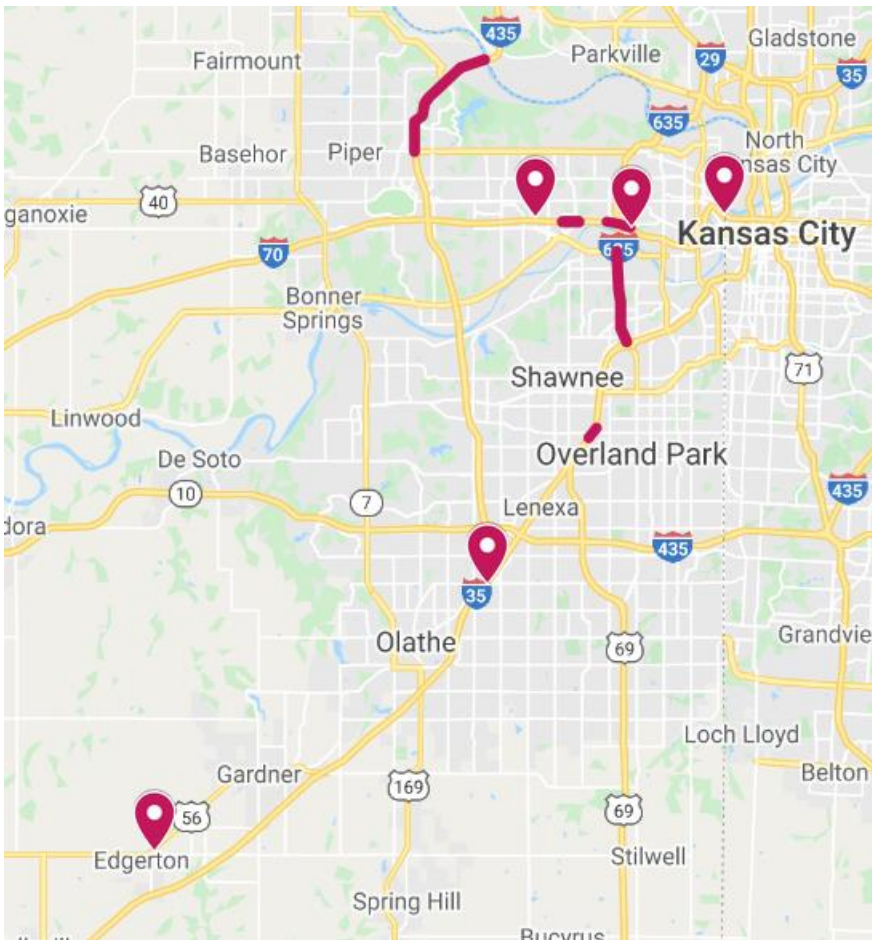 435
Gladstone
Parkville
29
Fairmount
35
635
North
nsas City
Basehor
Piper
40
ganoxie
Kansas City
635
70
Bonner
Springs
71
Shawnee
Linwood
Overland Park
De Soto
10
435
7
Lenexa
dora
435
35
Olathe
Grandvie
69
Loch Lloyd
Gardner
Belton
169
56
69
Edgerton
Stilwell
Spring Hill
Bucyrus